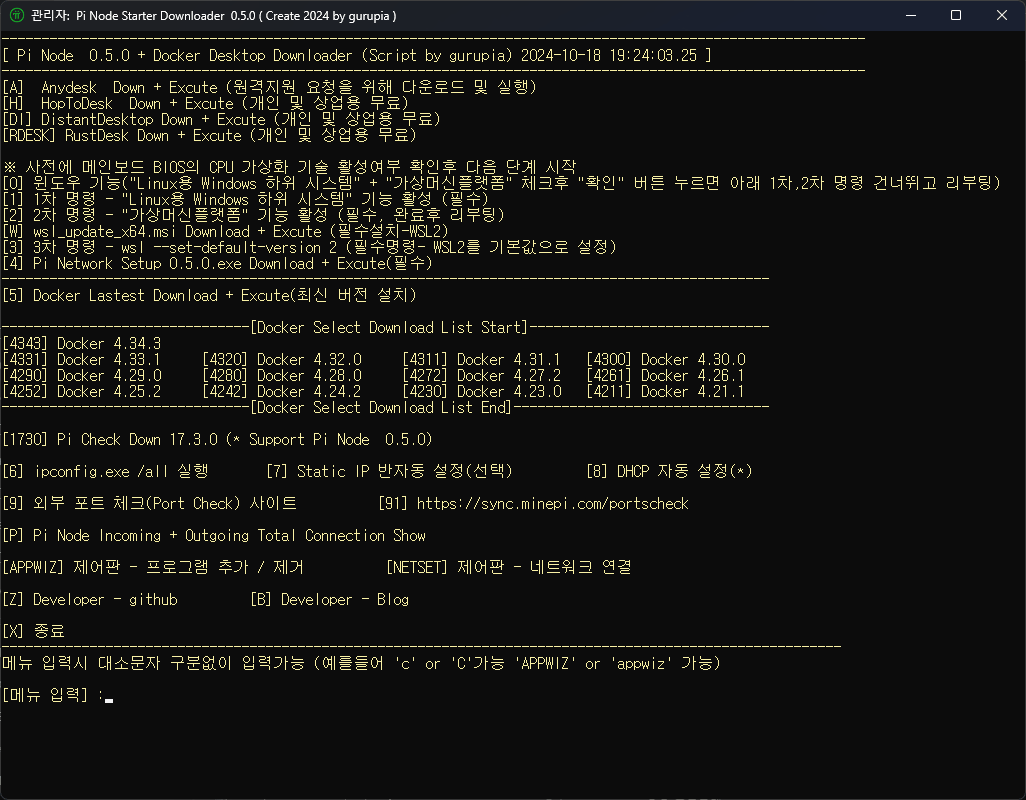 관리자: Pi Node Starter Downloader 0.5.0 ( Create 2024 by gurupia )
[ Pi Node  0.5.0 + Docker Desktop Downloader (Script by gurupia) 2024-10-18 19:24:03.25 ]
[A]  Anydesk  Down + Excute (원격지원 요청을 위해 다운로드 및 실행)
[H]  HopToDesk  Down + Excute (개인 및 상업용 무료)
[DI] DistantDesktop Down + Excute (개인 및 상업용 무료)
[RDESK] RustDesk Down + Excute (개인 및 상업용 무료)
※ 사전에 메인보드 BIOS의 CPU 가상화 기술 활성여부 확인후 다음 단계 시작
[0] 윈도우 기능("Linux용 Windows 하위 시스템" + "가상머신플랫폼" 체크후 "확인" 버튼 누르면 아래 1차,2차 명령 건너뛰고 리부팅)
[1] 1차 명령 - "Linux용 Windows 하위 시스템" 기능 활성 (필수)
[2] 2차 명령 - "가상머신플랫폼" 기능 활성 (필수, 완료후 리부팅)
[W] wsl_update_x64.msi Download + Excute (필수설치-WSL2)
[3] 3차 명령 - wsl --set-default-version 2 (필수명령- WSL2를 기본값으로 설정)
[4] Pi Network Setup 0.5.0.exe Download + Excute(필수)
[5] Docker Lastest Download + Excute(최신 버전 설치)
-------------------------------[Docker Select Download List Start]------------------------------
[4343] Docker 4.34.3
[4331] Docker 4.33.1     [4320] Docker 4.32.0     [4311] Docker 4.31.1   [4300] Docker 4.30.0
[4290] Docker 4.29.0     [4280] Docker 4.28.0     [4272] Docker 4.27.2   [4261] Docker 4.26.1
[4252] Docker 4.25.2     [4242] Docker 4.24.2     [4230] Docker 4.23.0   [4211] Docker 4.21.1
-------------------------------[Docker Select Download List End]--------------------------------
[1730] Pi Check Down 17.3.0 (* Support Pi Node  0.5.0)
[6] ipconfig.exe /all 실행       [7] Static IP 반자동 설정(선택)         [8] DHCP 자동 설정(*)
[9] 외부 포트 체크(Port Check) 사이트          [91] https://sync.minepi.com/portscheck
[P] Pi Node Incoming + Outgoing Total Connection Show
[APPWIZ] 제어판 - 프로그램 추가 / 제거          [NETSET] 제어판 - 네트워크 연결
[Z] Developer - github         [B] Developer - Blog
[X] 종료
메뉴 입력시 대소문자 구분없이 입력가능 (예를들어 'c' or 'C'가능 'APPWIZ' or 'appwiz' 가능)
[메뉴 입력] :